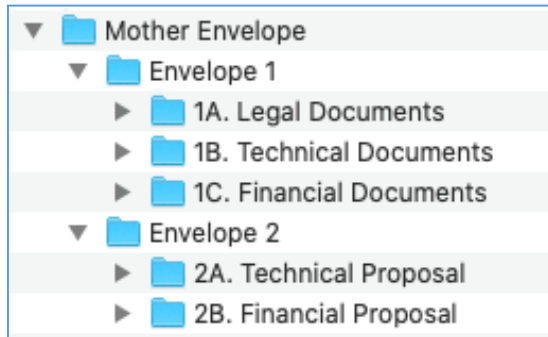 Mother Envelope
Envelope 1
1A. Legal Documents
1B. Technical Documents
1C. Financial Documents
Envelope 2
2A. Technical Proposal
2B. Financial Proposal